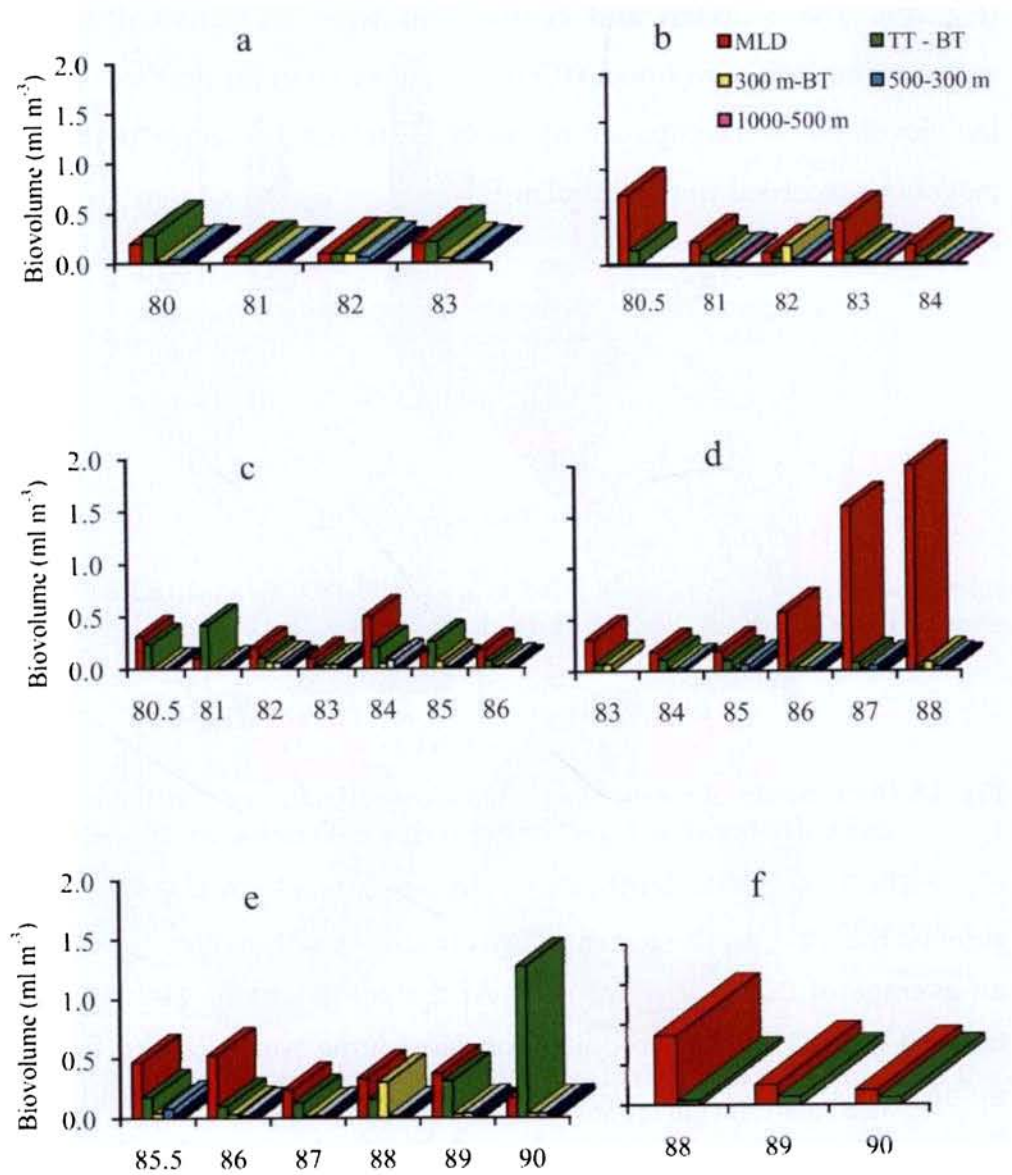 a
b
MLD TT - BT
300 m-BT 500-300 m
1000-500 m
Biovolume (ml m⁻³)
2.0
1.5
1.0
0.5
0.0
80 81 82 83
80.5 81 82 83 84
c
d
Biovolume (ml m⁻³)
2.0
1.5
1.0
0.5
0.0
80.5 81 82 83 84 85 86
83 84 85 86 87 88
e
f
Biovolume (ml m⁻³)
2.0
1.5
1.0
0.5
0.0
85.5 86 87 88 89 90
88 89 90